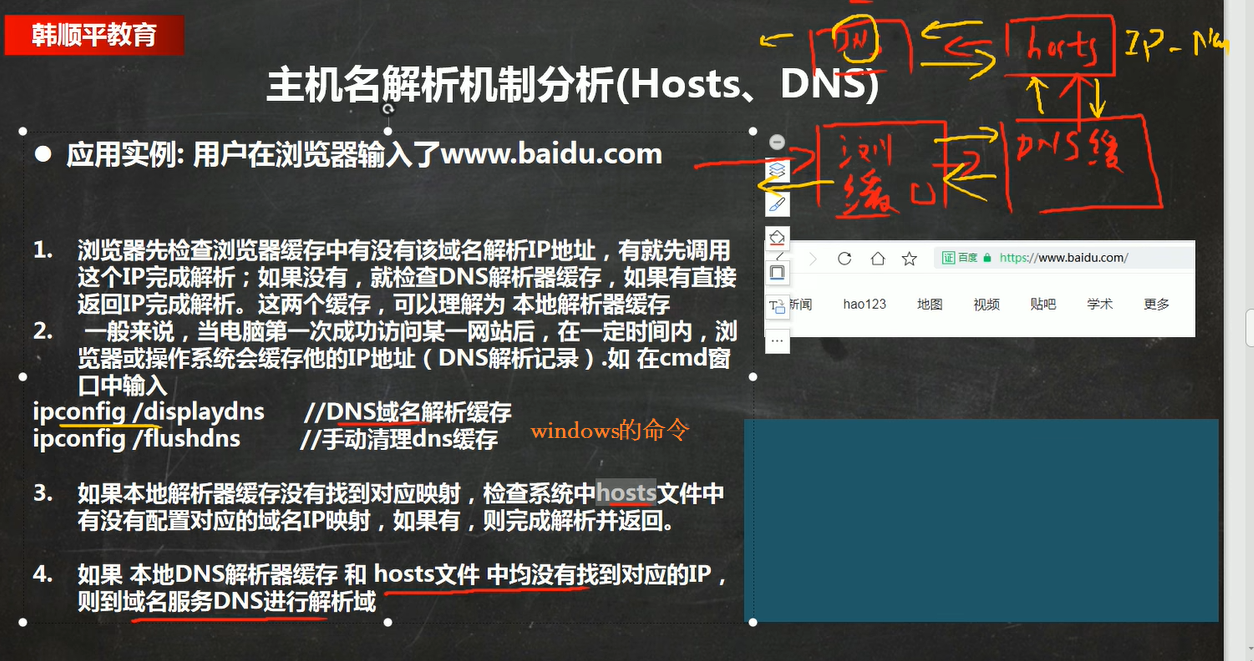 韩顺平教育
DN
hosts
IP - N
主机名解析机制分析(Hosts、DNS)
浏
缓口
DNS缓
● 应用实例: 用户在浏览器输入了www.baidu.com
1. 浏览器先检查浏览器缓存中有没有该域名解析IP地址，有就先调用
这个IP完成解析；如果没有，就检查DNS解析器缓存，如果有直接
返回IP完成解析。这两个缓存，可以理解为 本地解析器缓存
2. 一般来说，当电脑第一次成功访问某一网站后，在一定时间内，浏
览器或操作系统会缓存他的IP地址（DNS解析记录）.如 在cmd窗
口中输入
ipconfig /displaydns //DNS域名解析缓存
ipconfig /flushdns //手动清理dns缓存
windows的命令
3. 如果本地解析器缓存没有找到对应映射，检查系统中hosts文件中
有没有配置对应的域名IP映射，如果有，则完成解析并返回。
4. 如果 本地DNS解析器缓存 和 hosts文件 中均没有找到对应的IP，
则到域名服务DNS进行解析域
证 百度 https://www.baidu.com/
新闻 hao123 地图 视频 贴吧 学术 更多